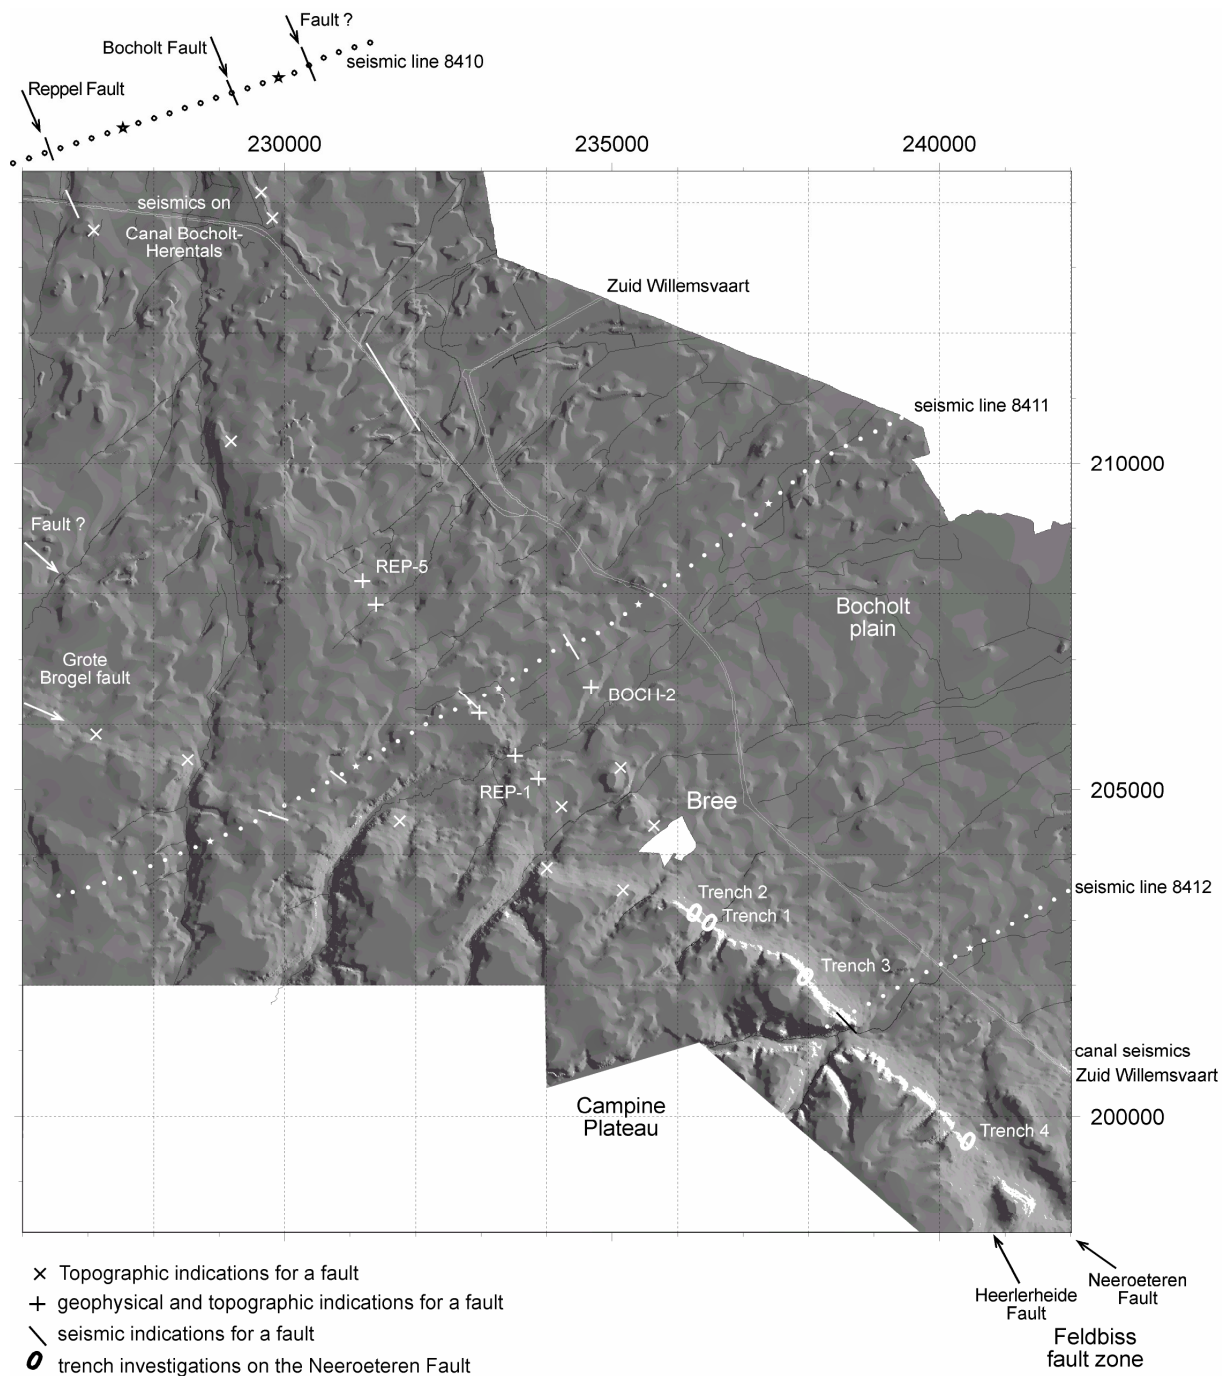 Fault ?
Bocholt Fault
seismic line 8410
Reppel Fault
230000
235000
240000
seismics on
Canal Bocholt-
Herentals
Zuid Willemsvaart
seismic line 8411
210000
Fault ?
REP-5
Bocholt
plain
Grote
Brogel fault
BOCH-2
REP-1
Bree
205000
seismic line 8412
Trench 2
Trench 1
Trench 3
canal seismics
Zuid Willemsvaart
Campine
Plateau
200000
Trench 4
× Topographic indications for a fault
+ geophysical and topographic indications for a fault
seismic indications for a fault
trench investigations on the Neeroeteren Fault
Heerlerheide
Fault
Neeroeteren
Fault
Feldbiss
fault zone